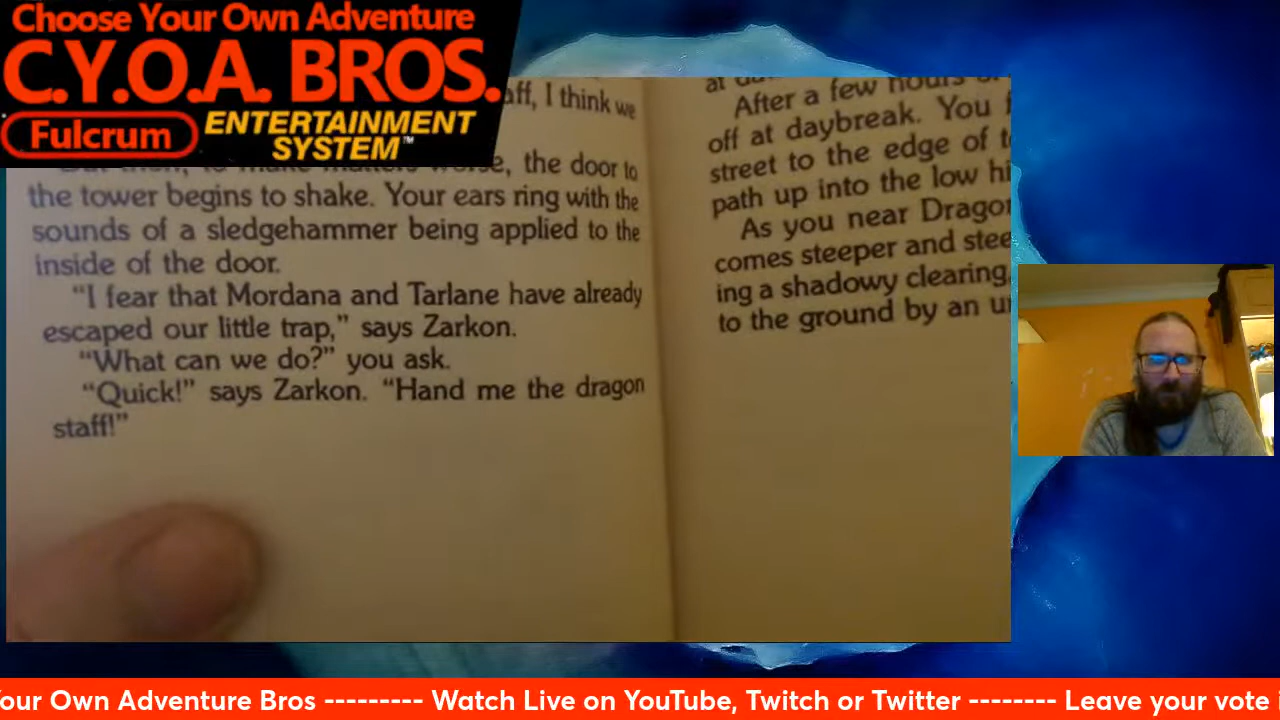 Choose Your Own Adventure
C.Y.O.A. BROS.
Fulcrum
ENTERTAINMENT
SYSTEM™
I think we
the door to
the tower begins to shake. Your ears ring with the
sounds of a sledgehammer being applied to the
inside of the door.
“I fear that Mordana and Tarlane have already
escaped our little trap,” says Zarkon.
“What can we do?” you ask.
“Quick!” says Zarkon. “Hand me the dragon
staff!”
at
After a few hours
off at daybreak. You
street to the edge of
path up into the low
As you near
comes steeper and
ing a shadowy clearing,
to the ground by an
our Own Adventure Bros --------- Watch Live on YouTube, Twitch or Twitter -------- Leave your vote